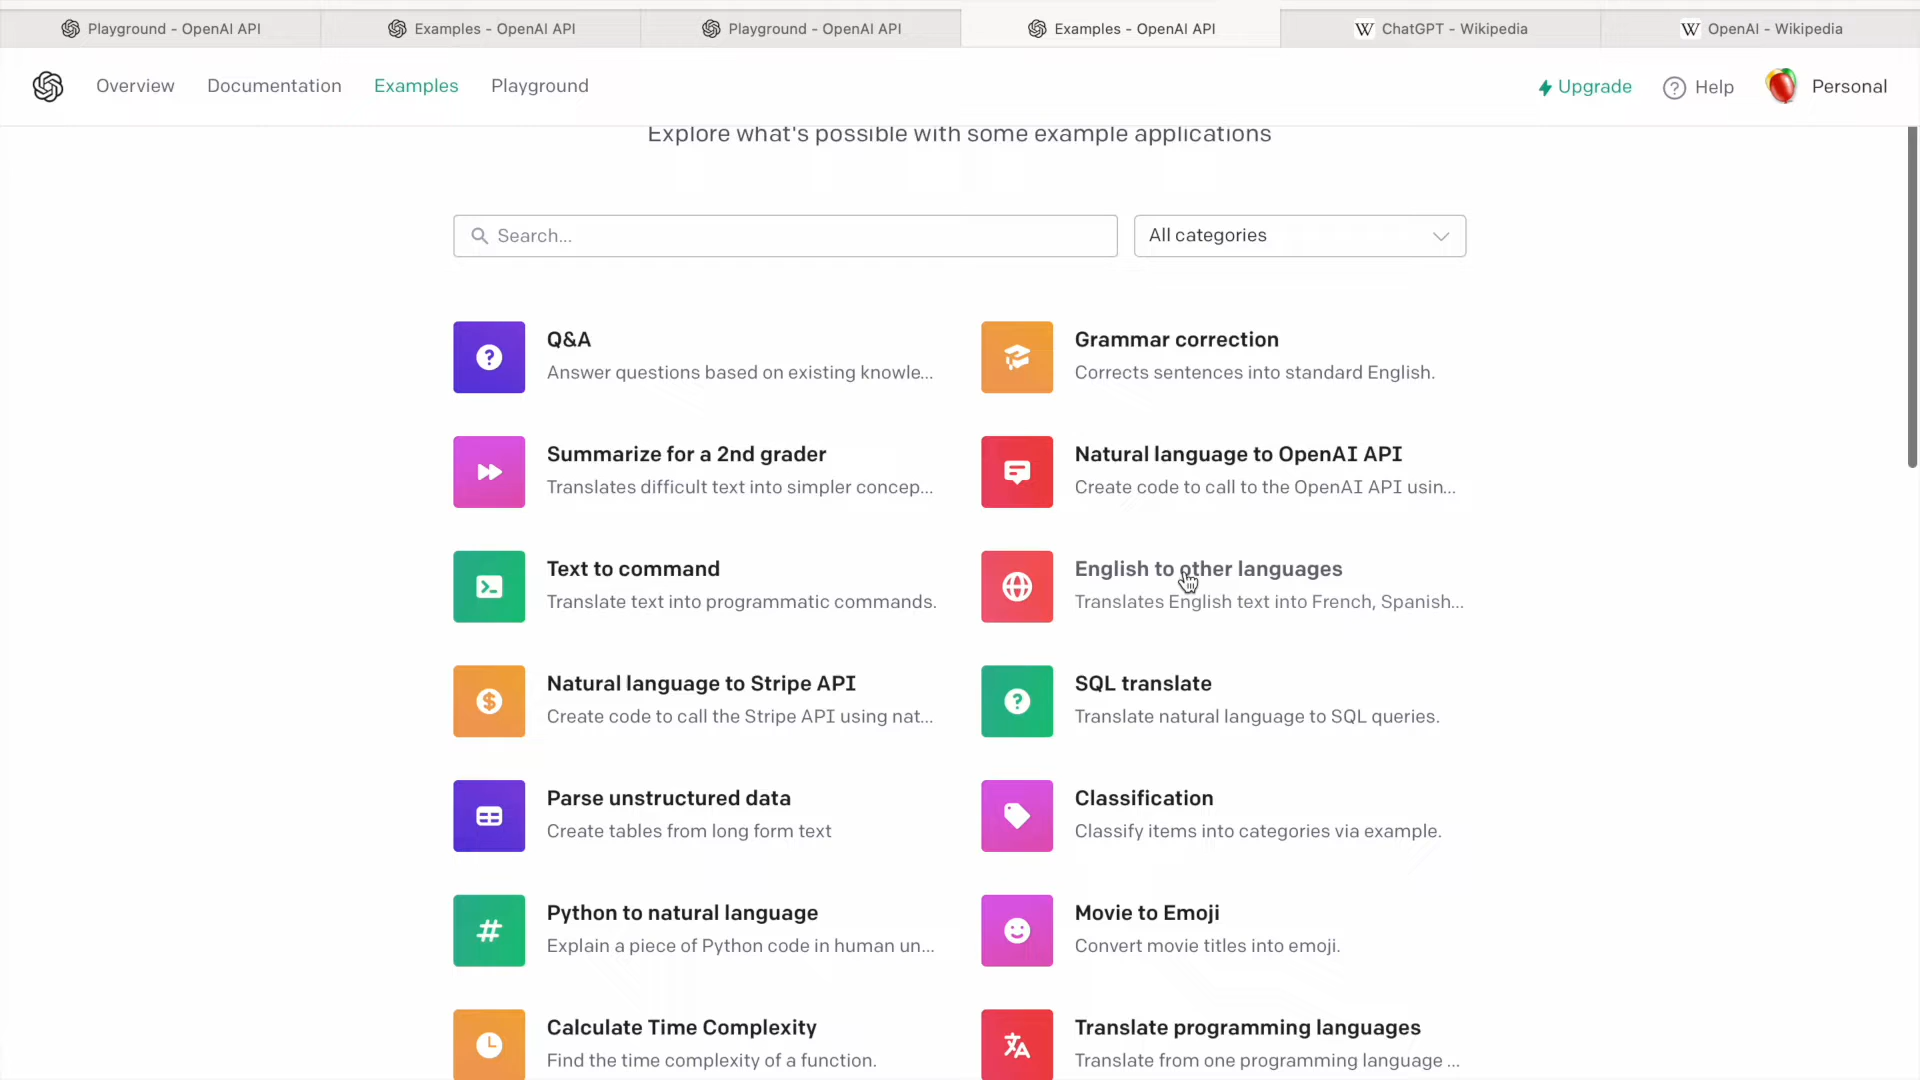 Playground - OpenAI API
Examples - OpenAI API
Playground - OpenAI API
Examples - OpenAI API
W ChatGPT - Wikipedia
W OpenAI - Wikipedia
Overview
Documentation
Examples
Playground
Upgrade
? Help
Personal
Explore what's possible with some example applications
Search...
All categories
? Q&A
Answer questions based on existing knowle...
Grammar correction
Corrects sentences into standard English.
Summarize for a 2nd grader
Translates difficult text into simpler concep...
Natural language to OpenAI API
Create code to call to the OpenAI API usin...
Text to command
Translate text into programmatic commands.
English to other languages
Translates English text into French, Spanish...
$ Natural language to Stripe API
Create code to call the Stripe API using nat...
? SQL translate
Translate natural language to SQL queries.
Parse unstructured data
Create tables from long form text
Classification
Classify items into categories via example.
# Python to natural language
Explain a piece of Python code in human un...
Movie to Emoji
Convert movie titles into emoji.
Calculate Time Complexity
Find the time complexity of a function.
文A Translate programming languages
Translate from one programming language ...